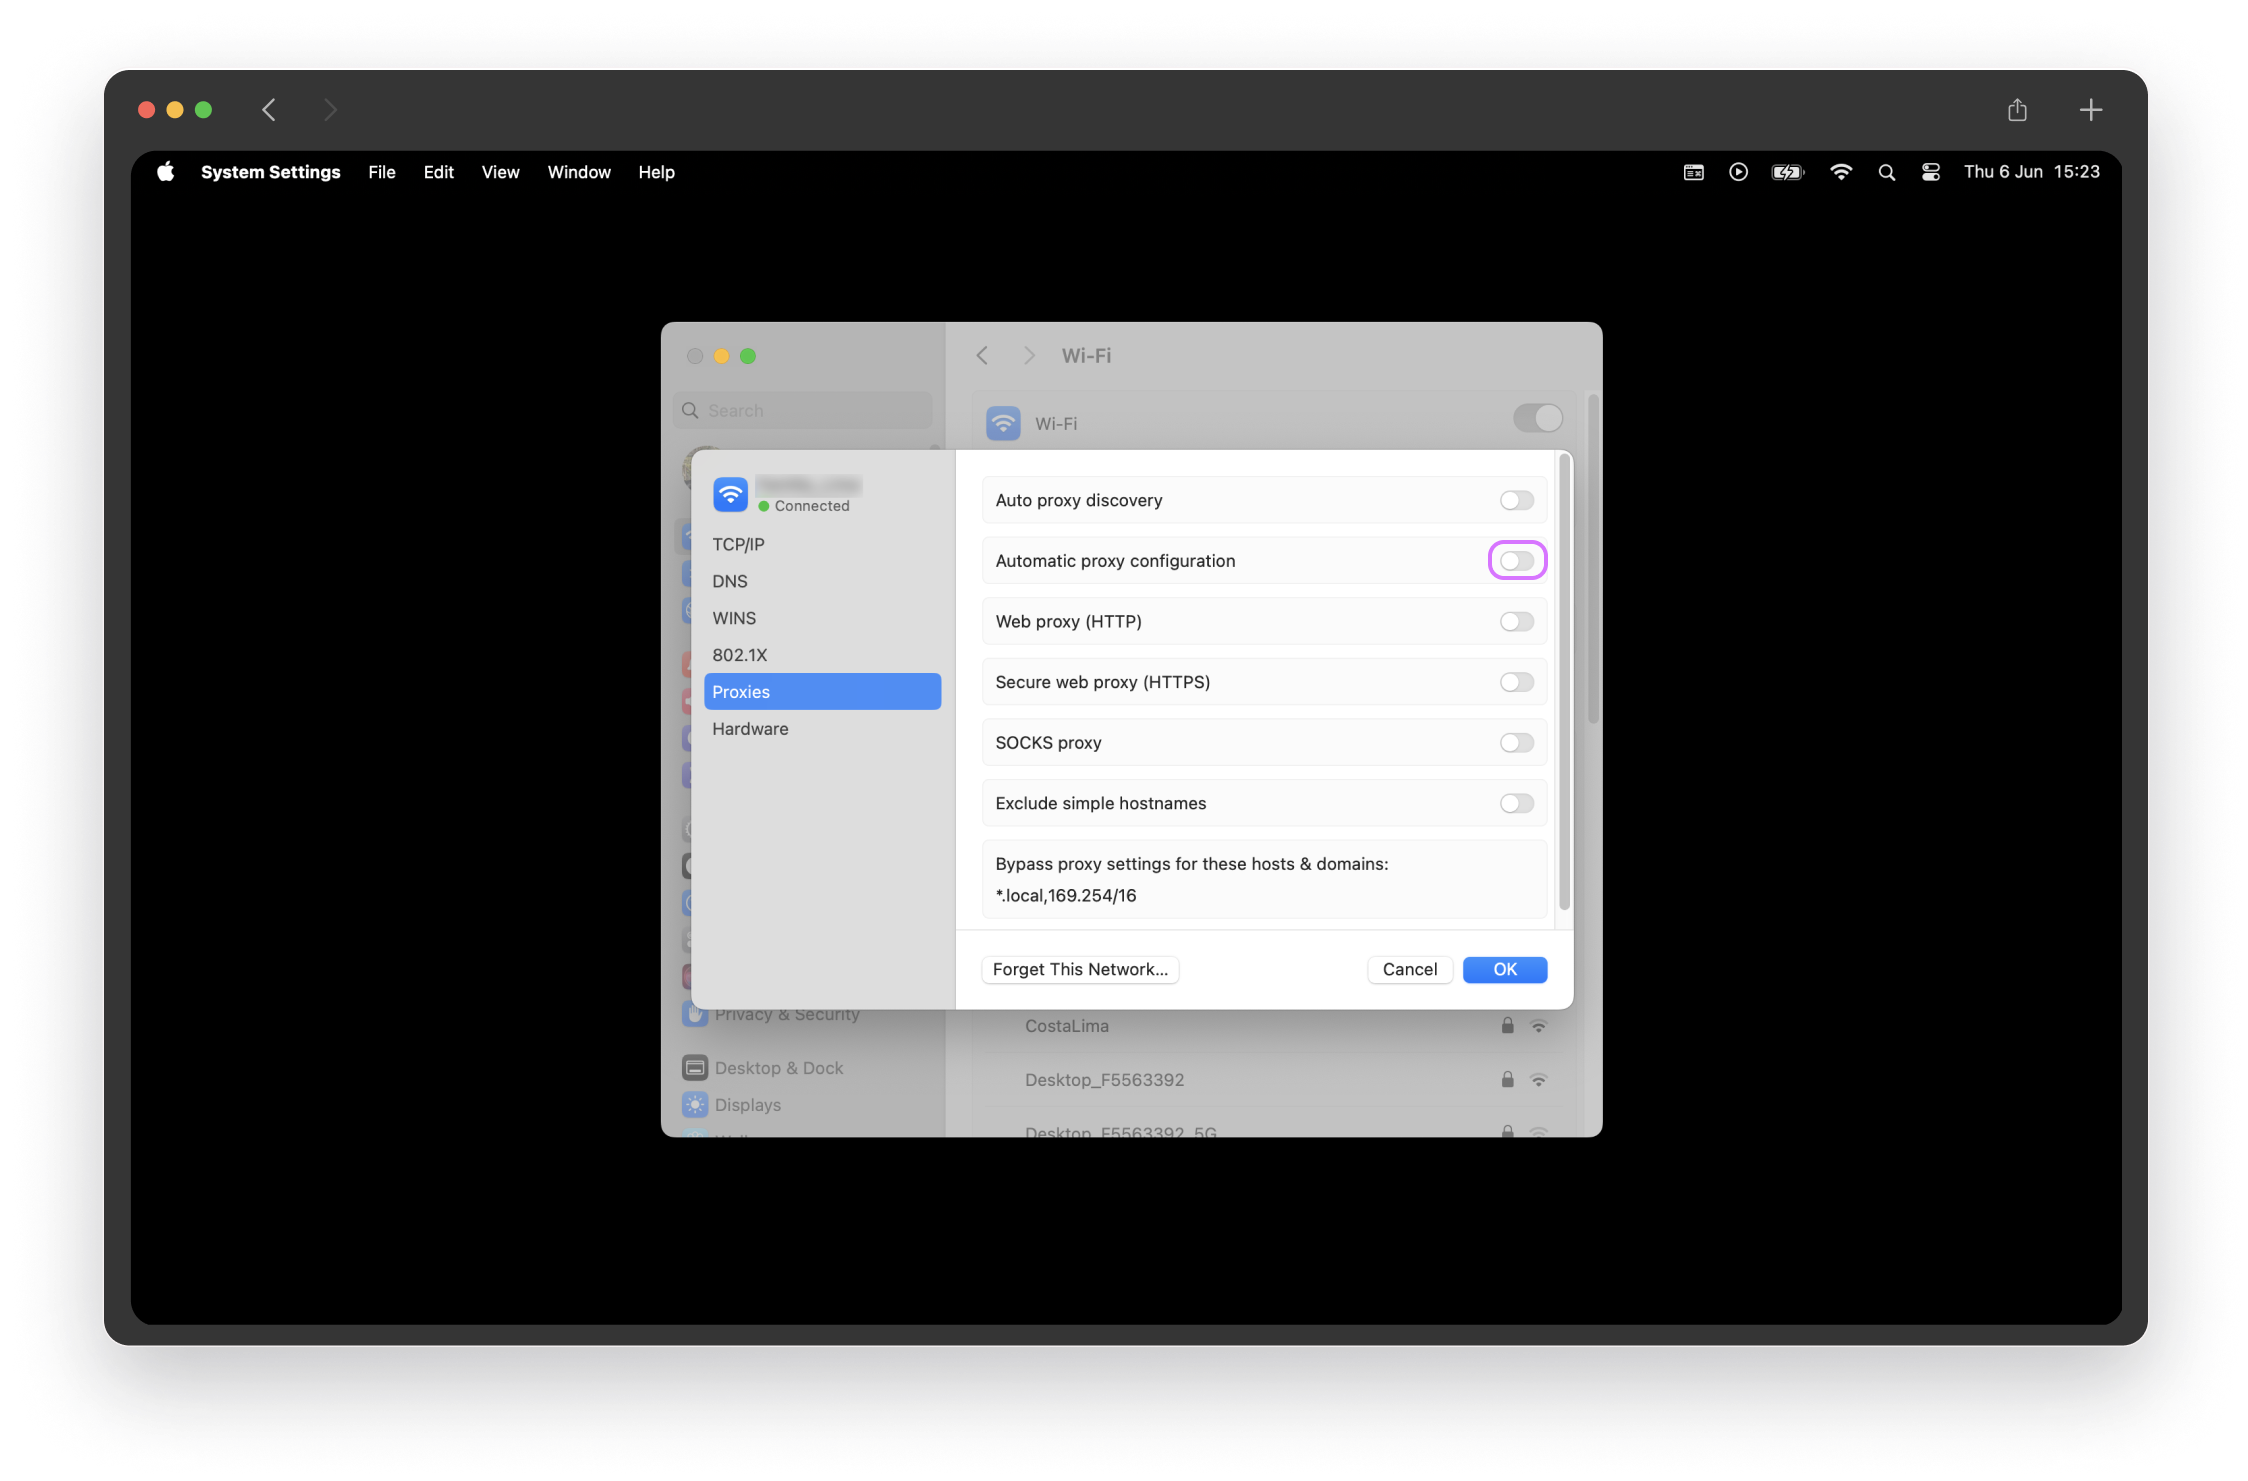 System Settings File Edit View Window Help Thu 6 Jun 15:23
Wi-Fi
Search
Wi-Fi
Connected
TCP/IP
DNS
WINS
802.1X
Proxies
Hardware
Auto proxy discovery
Automatic proxy configuration
Web proxy (HTTP)
Secure web proxy (HTTPS)
SOCKS proxy
Exclude simple hostnames
Bypass proxy settings for these hosts & domains:
*.local,169.254/16
Forget This Network... Cancel OK
Privacy & Security
Desktop & Dock
Displays
CostaLima
Desktop_F5563392
Desktop_F5563392_5G